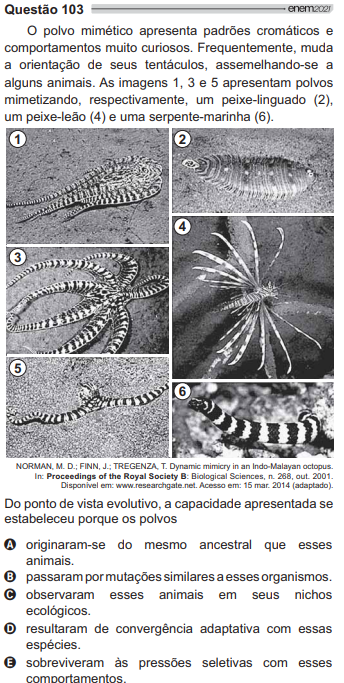 Questão 103 enem2021
O polvo mimético apresenta padrões cromáticos e
comportamentos muito curiosos. Frequentemente, muda
a orientação de seus tentáculos, assemelhando-se a
alguns animais. As imagens 1, 3 e 5 apresentam polvos
mimetizando, respectivamente, um peixe-linguado (2),
um peixe-leão (4) e uma serpente-marinha (6).
1 2
3 4
5 6
NORMAN, M. D.; FINN, J.; TREGENZA, T. Dynamic mimicry in an Indo-Malayan octopus.
In: Proceedings of the Royal Society B: Biological Sciences, n. 268, out. 2001.
Disponível em: www.researchgate.net. Acesso em: 15 mar. 2014 (adaptado).
Do ponto de vista evolutivo, a capacidade apresentada se
estabeleceu porque os polvos
A originaram-se do mesmo ancestral que esses
animais.
B passaram por mutações similares a esses organismos.
C observaram esses animais em seus nichos
ecológicos.
D resultaram de convergência adaptativa com essas
espécies.
E sobreviveram às pressões seletivas com esses
comportamentos.